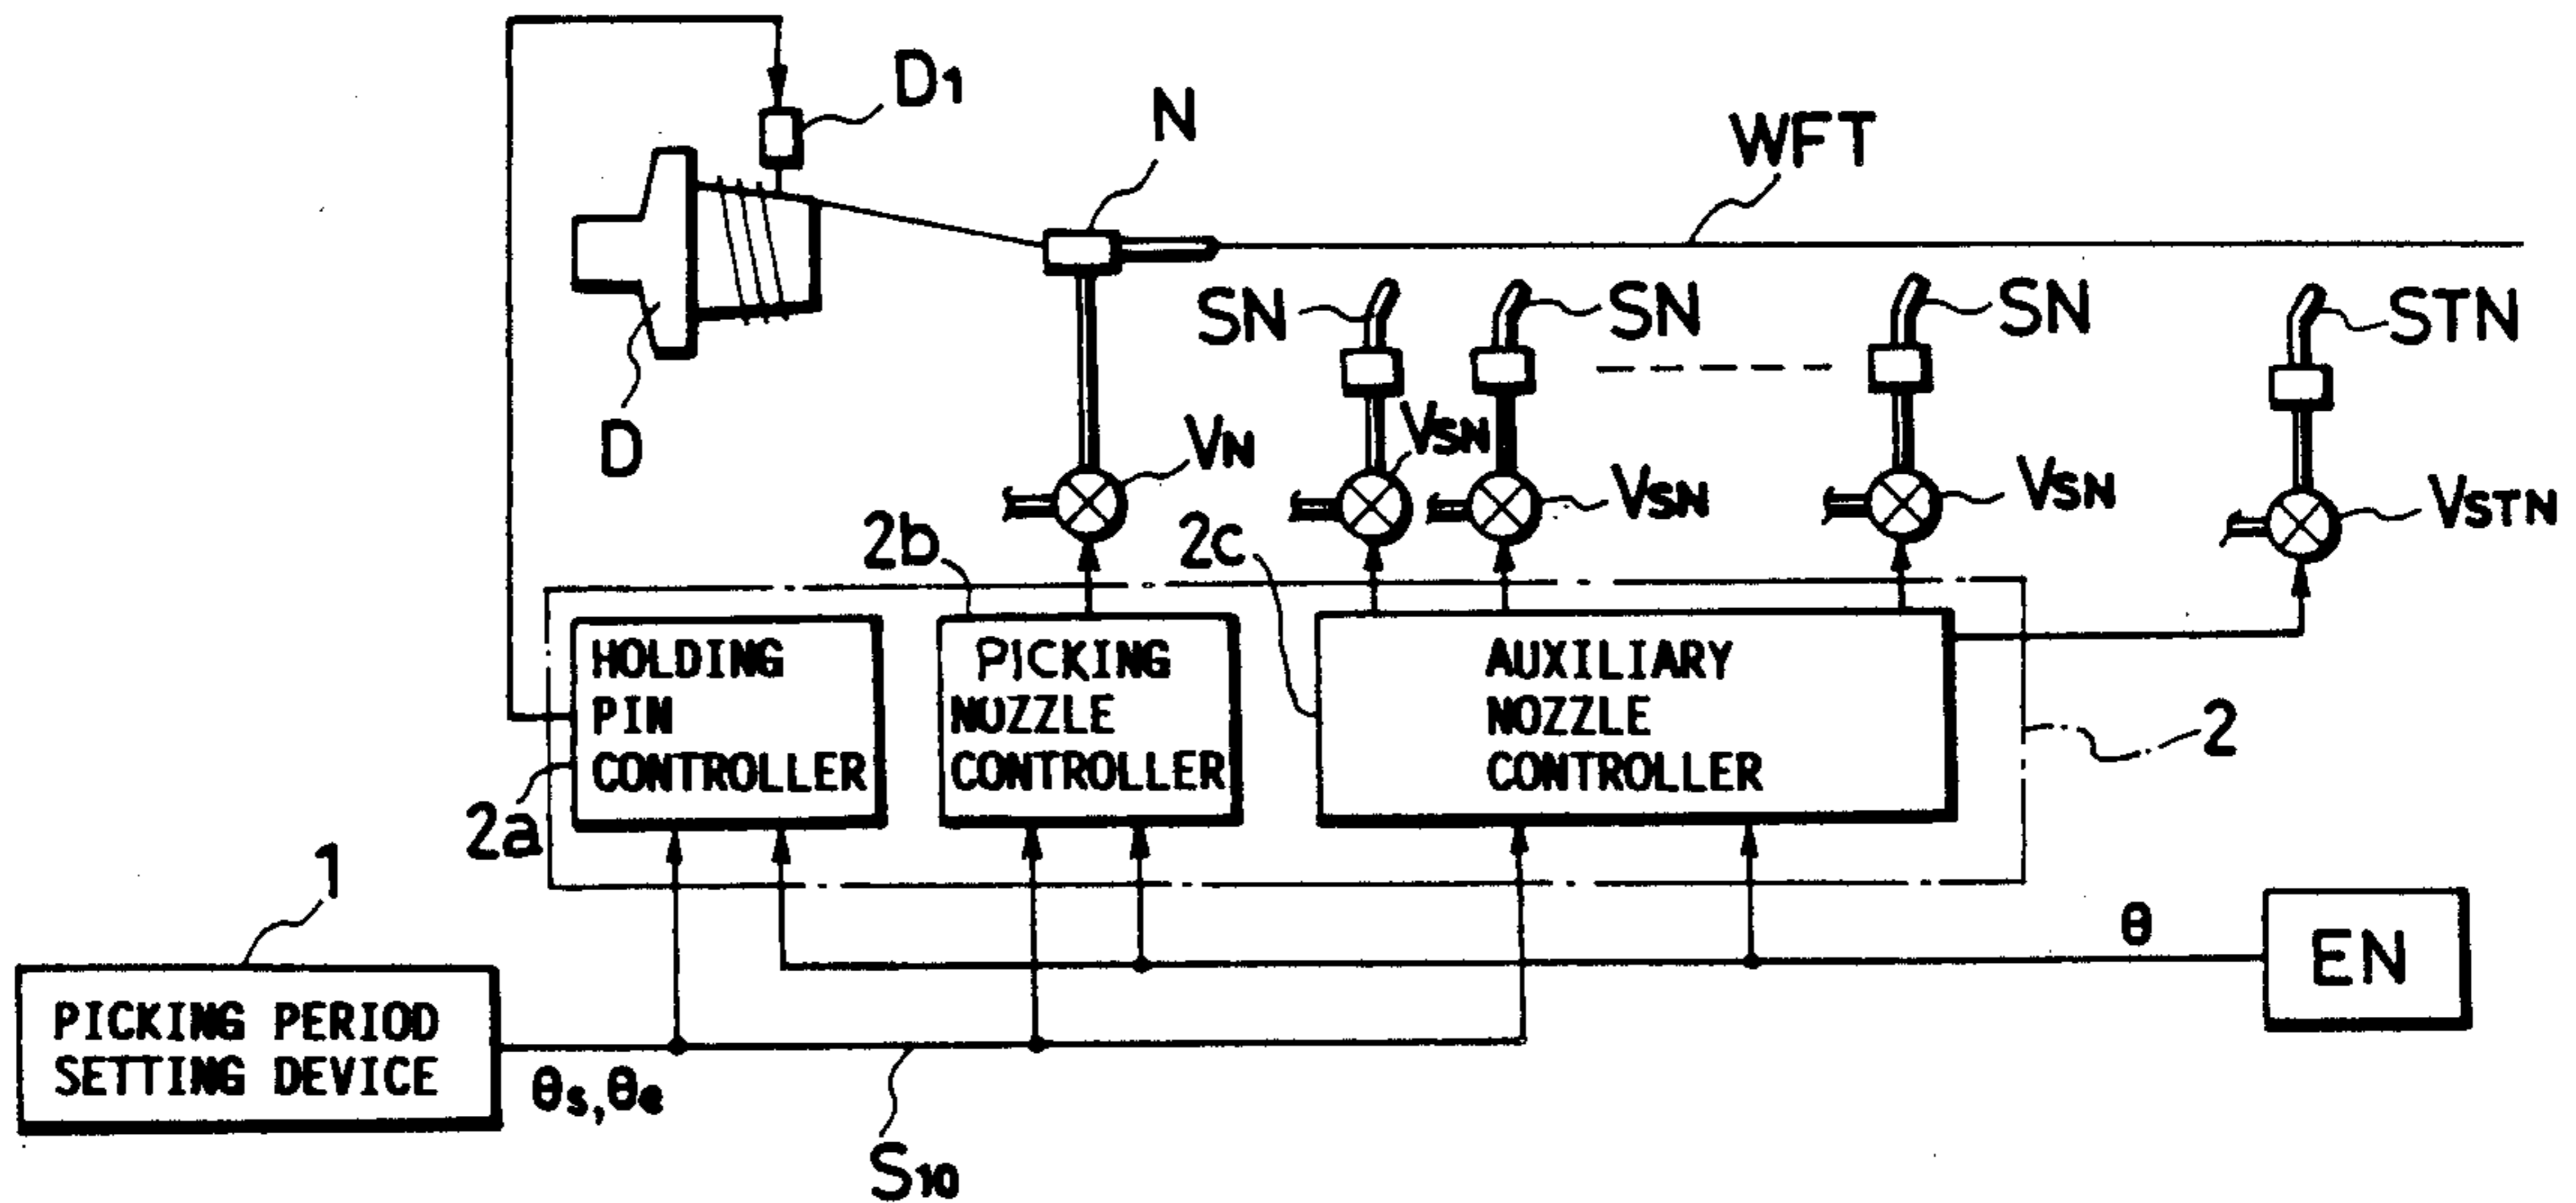 D1
N
WFT
SN
SN
SN
STN
D
VN
VSN
VSN
VSN
VSTN
2b
2c
HOLDING
PIN
CONTROLLER
PICKING
NOZZLE
CONTROLLER
AUXILIARY
NOZZLE
CONTROLLER
2
2a
1
θ
EN
PICKING PERIOD
SETTING DEVICE
θs,θe
S10